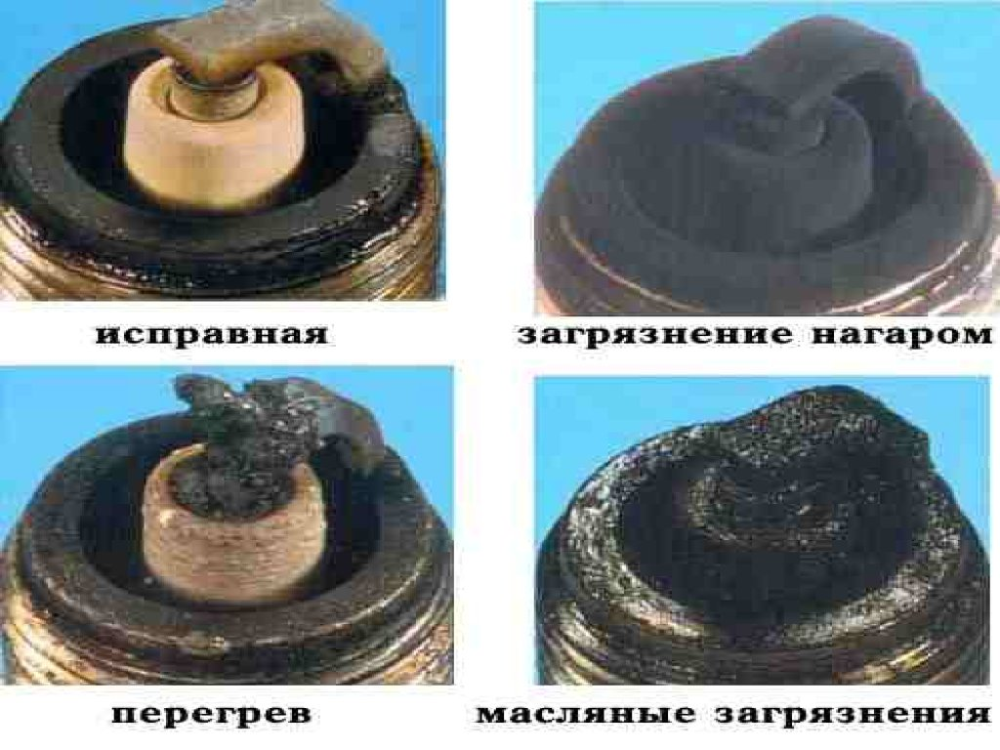 исправная
загрязнение нагаром
перегрев
масляные загрязнения